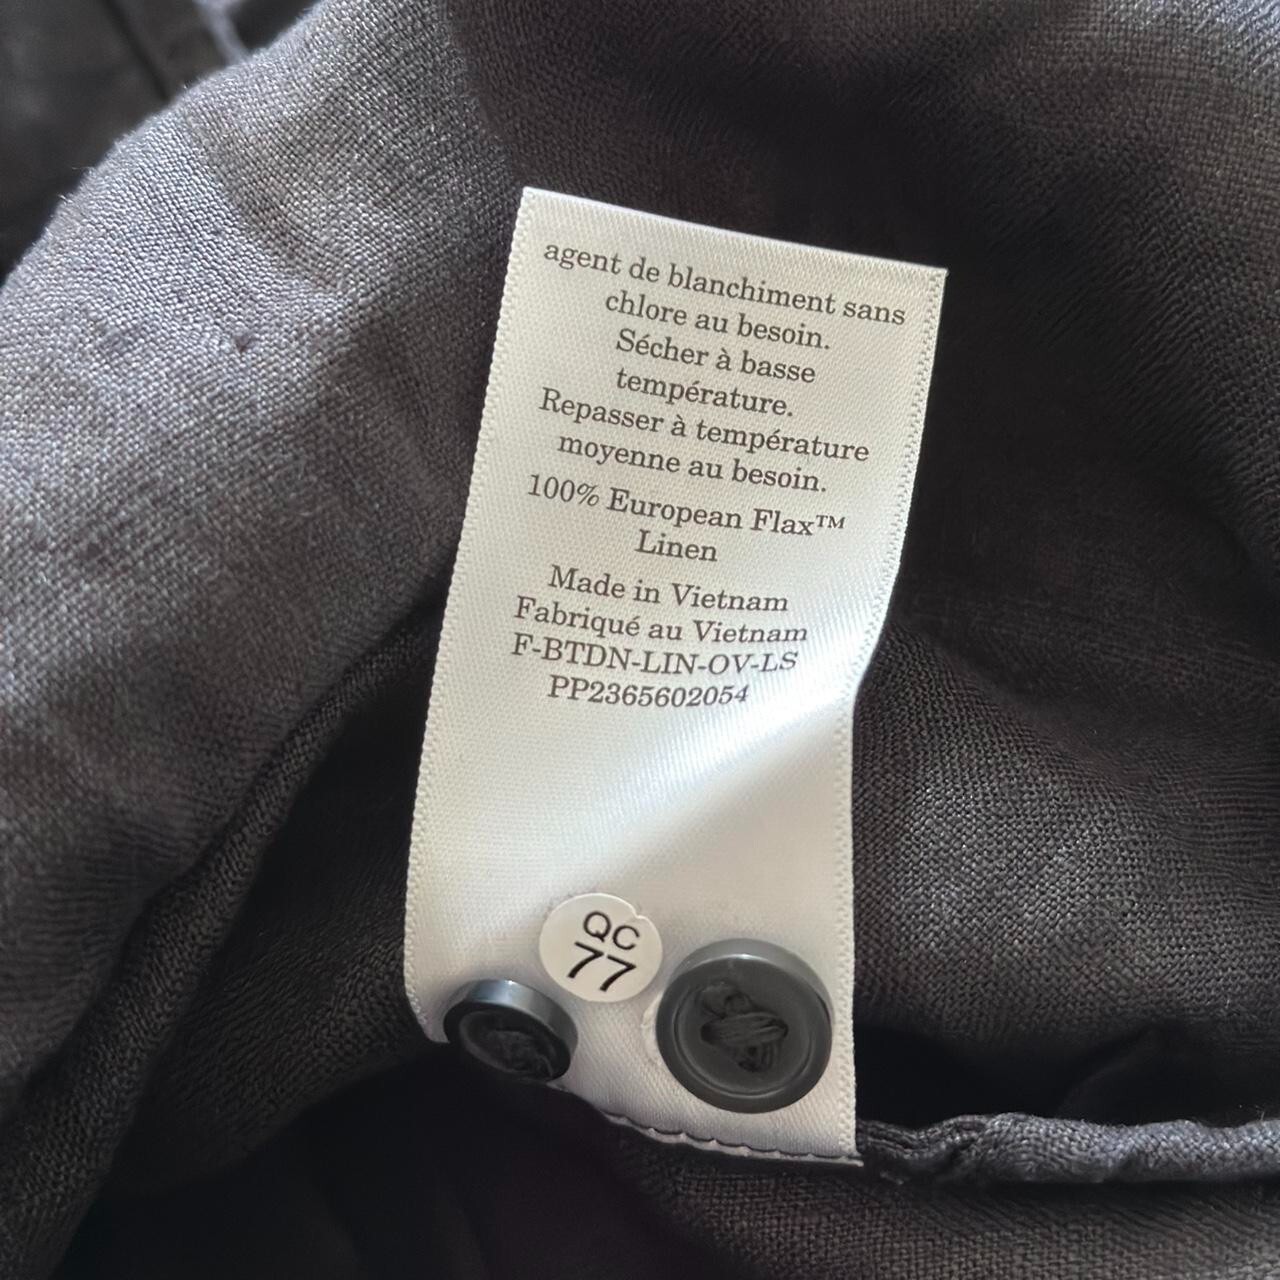 agent de blanchiment sans
chlore au besoin.
Sécher à basse
température.
Repasser à température
moyenne au besoin.
100% European Flax™
Linen
Made in Vietnam
Fabriqué au Vietnam
F-BTDN-LIN-OV-LS
PP2365602054
QC
77